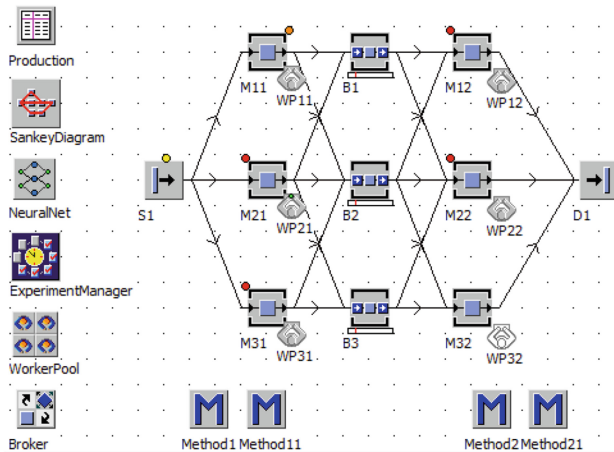 Production
SankeyDiagram
NeuralNet
ExperimentManager
WorkerPool
Broker
S1
M11
WP11
B1
M12
WP12
M21
WP21
B2
M22
WP22
D1
M31
WP31
B3
M32
WP32
Method1
Method11
Method2
Method21